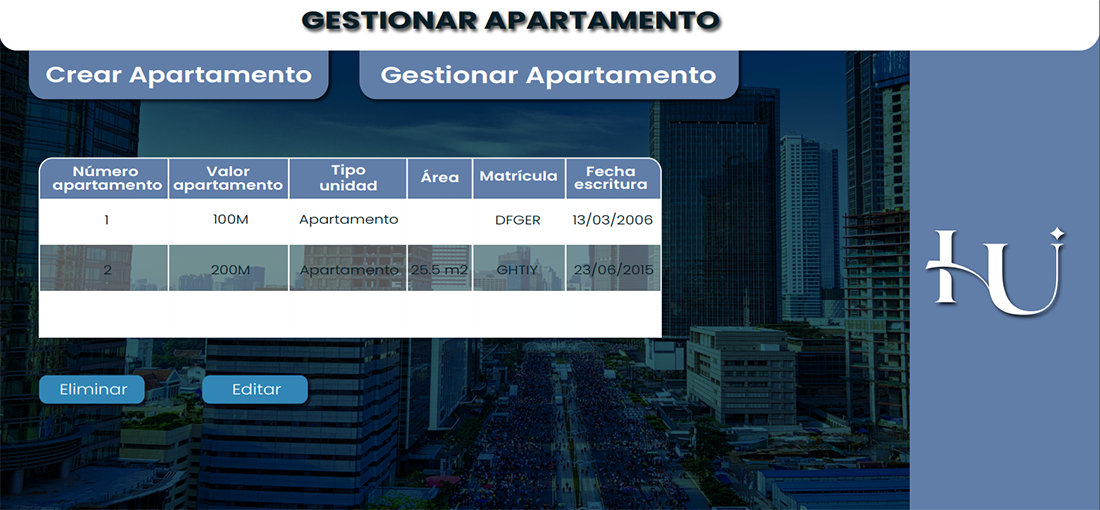 GESTIONAR APARTAMENTO
Crear Apartamento
Gestionar Apartamento
Número apartamento
Valor apartamento
Tipo unidad
Área
Matrícula
Fecha escritura
1 100M Apartamento DFGER 13/03/2006
2 200M Apartamento 25.5 m2 GHTIY 23/06/2015
Eliminar
Editar
HU